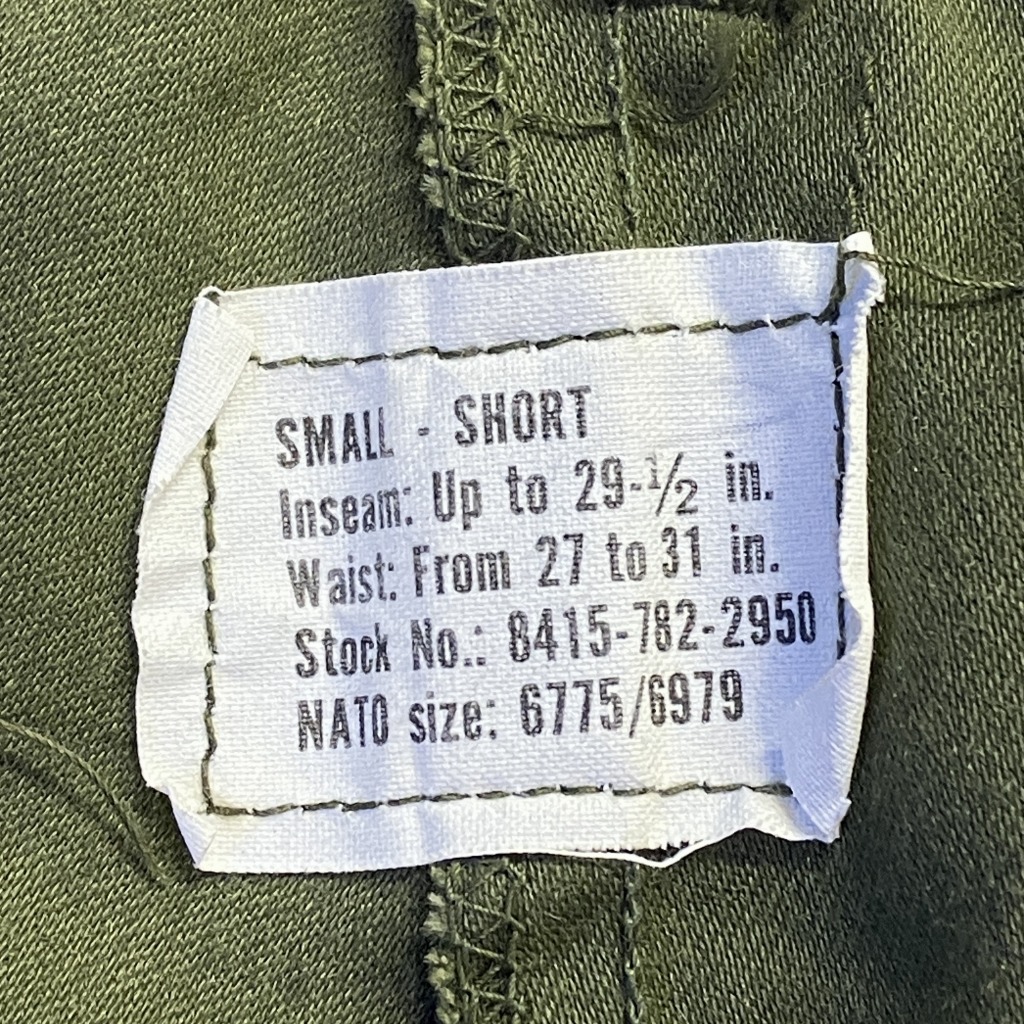 SMALL - SHORT
Inseam: Up to 29-½ in.
Waist: From 27 to 31 in.
Stock No.: 8415-782-2950
NATO size: 6775/6979